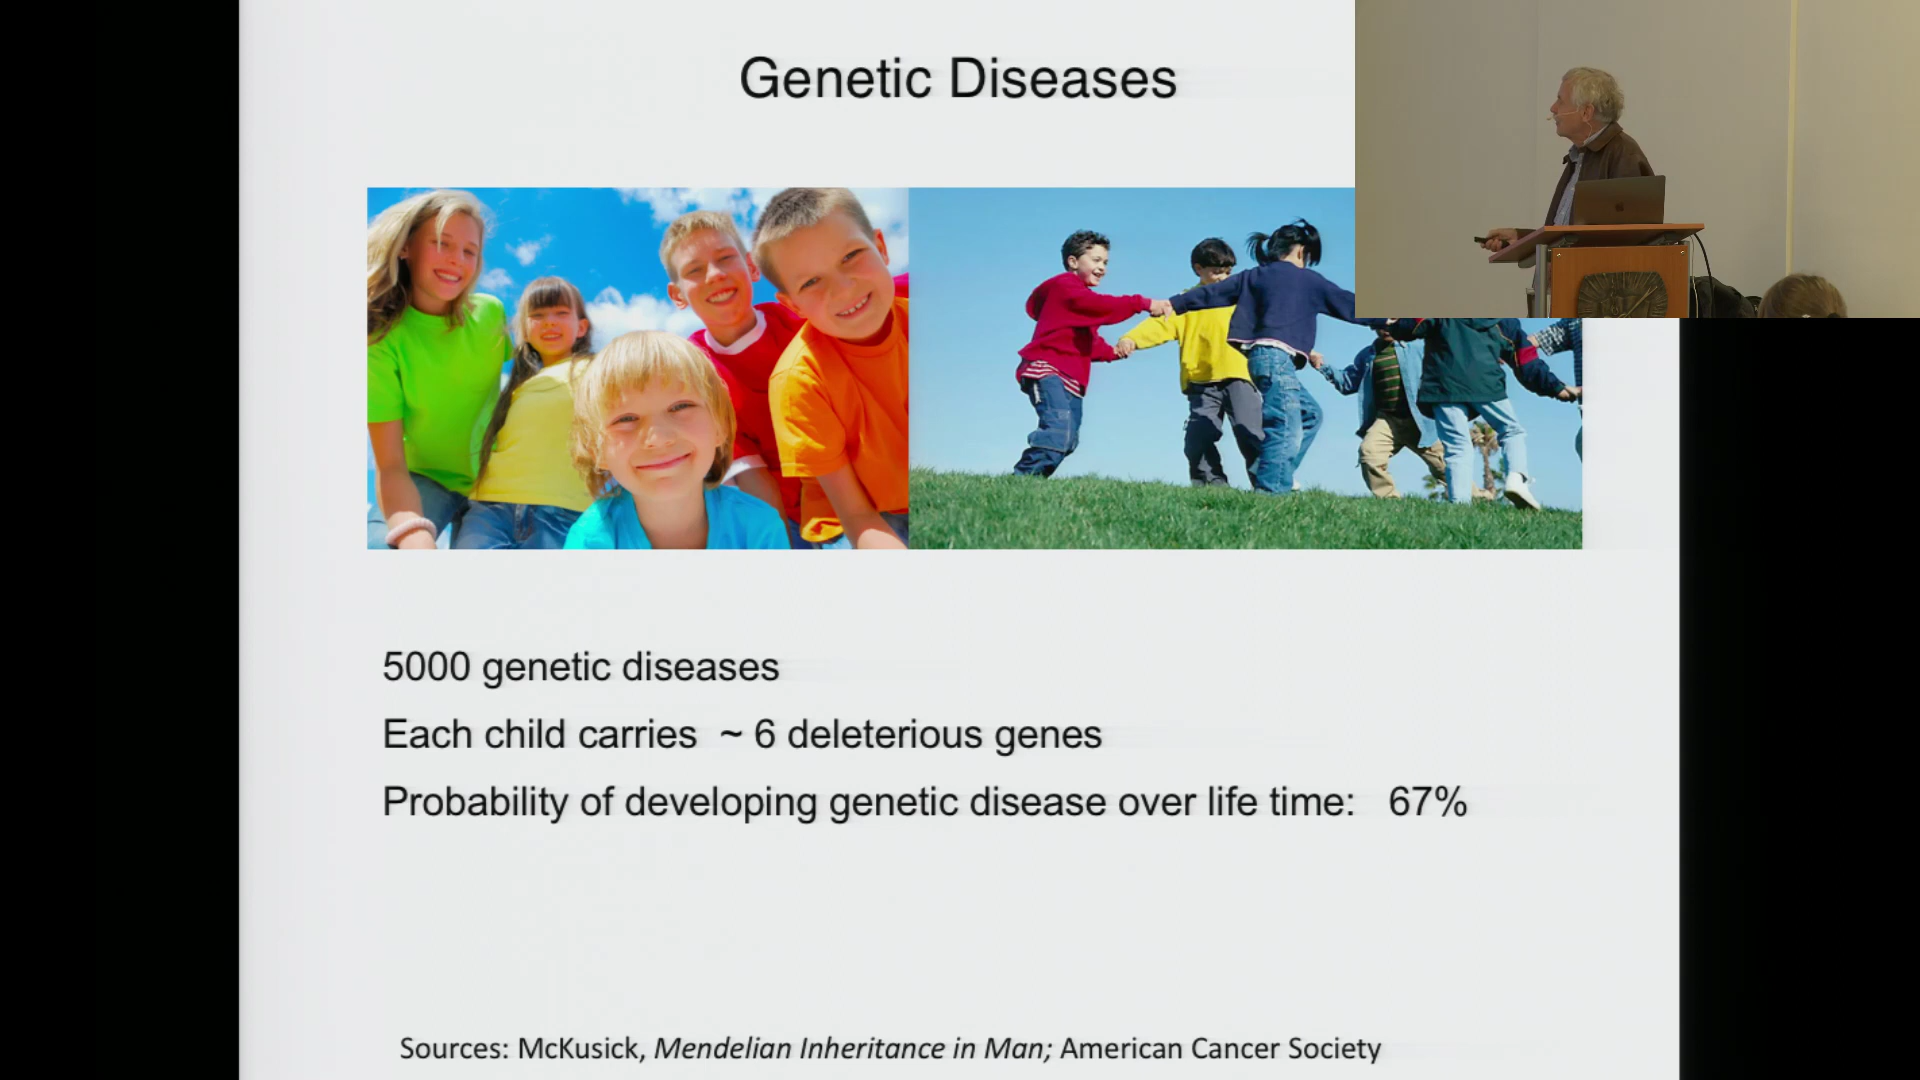 Genetic Diseases
5000 genetic diseases
Each child carries ~ 6 deleterious genes
Probability of developing genetic disease over life time: 67%
Sources: McKusick, Mendelian Inheritance in Man; American Cancer Society